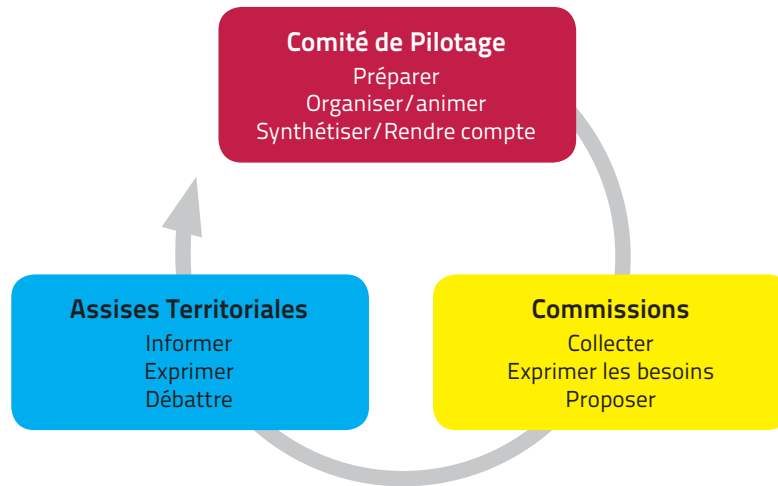 Comité de Pilotage
Préparer
Organiser/animer
Synthétiser/Rendre compte
Assises Territoriales
Informer
Exprimer
Débattre
Commissions
Collecter
Exprimer les besoins
Proposer